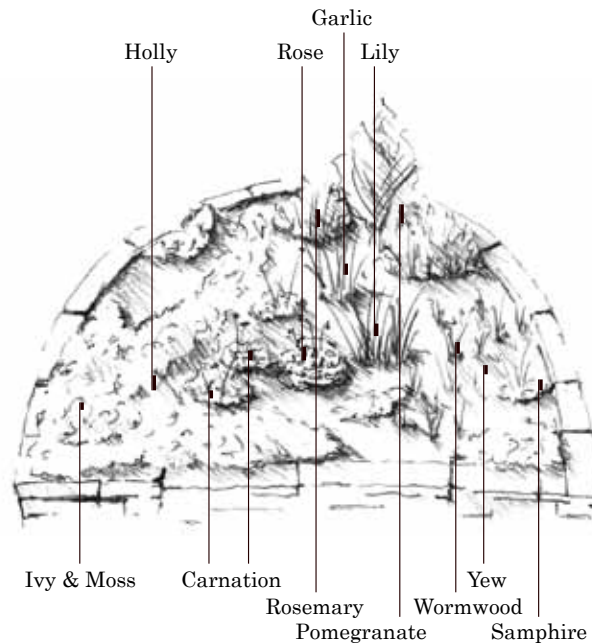 Garlic
Holly
Rose
Lily
Ivy & Moss
Carnation
Yew
Rosemary
Wormwood
Pomegranate
Samphire